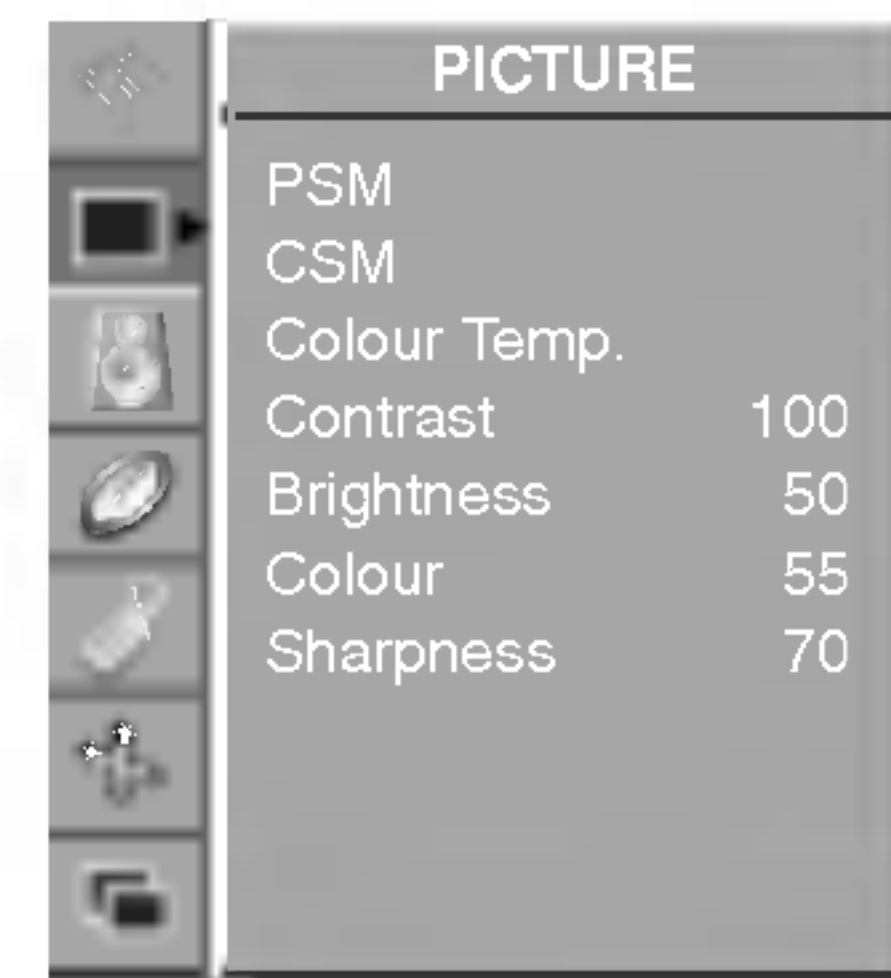 PICTURE
PSM
CSM
Colour Temp.
Contrast 100
Brightness 50
Colour 55
Sharpness 70